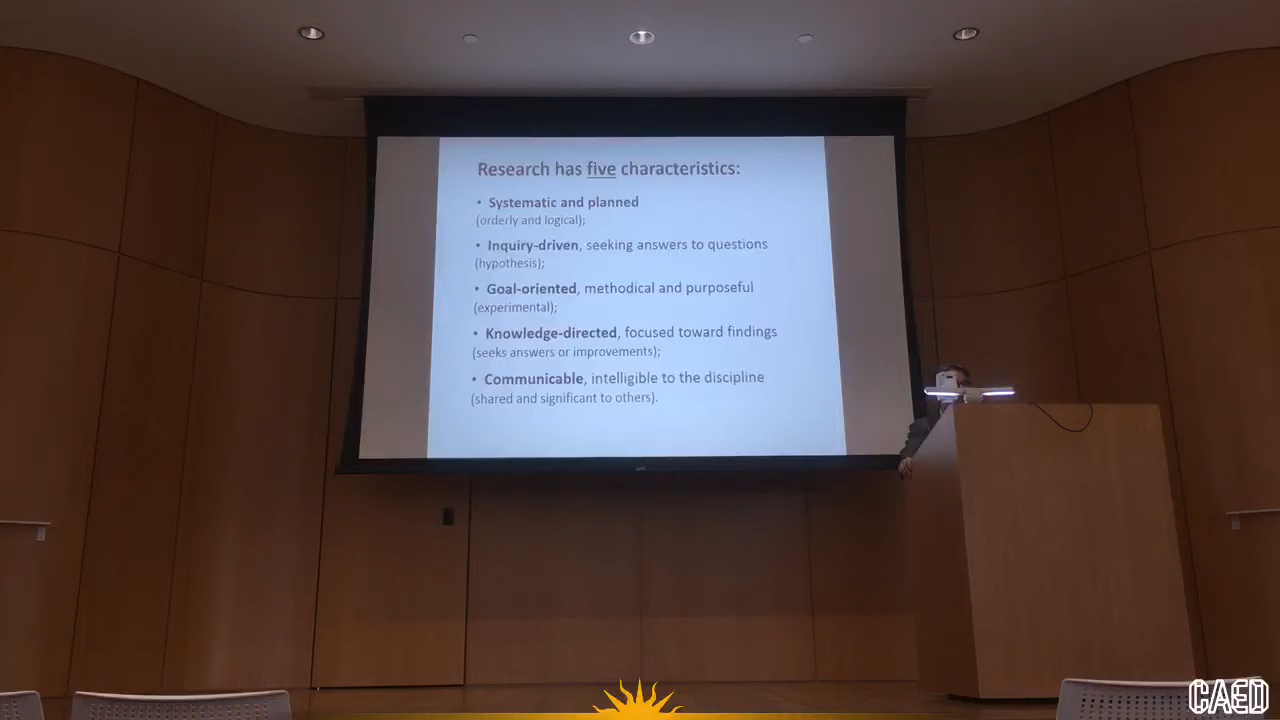 Research has five characteristics:
• Systematic and planned
(orderly and logical);
• Inquiry-driven, seeking answers to questions
(hypothesis);
• Goal-oriented, methodical and purposeful
(experimental);
• Knowledge-directed, focused toward findings
(seeks answers or improvements);
• Communicable, intelligible to the discipline
(shared and significant to others).
CAED